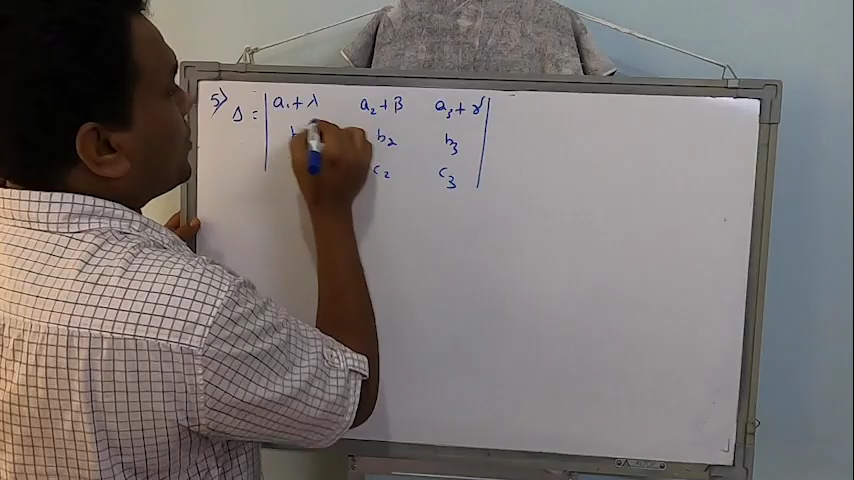 5) Δ = | a₁ + λ a₂ + β a₃ + γ |
b₂ b₃
c₂ c₃